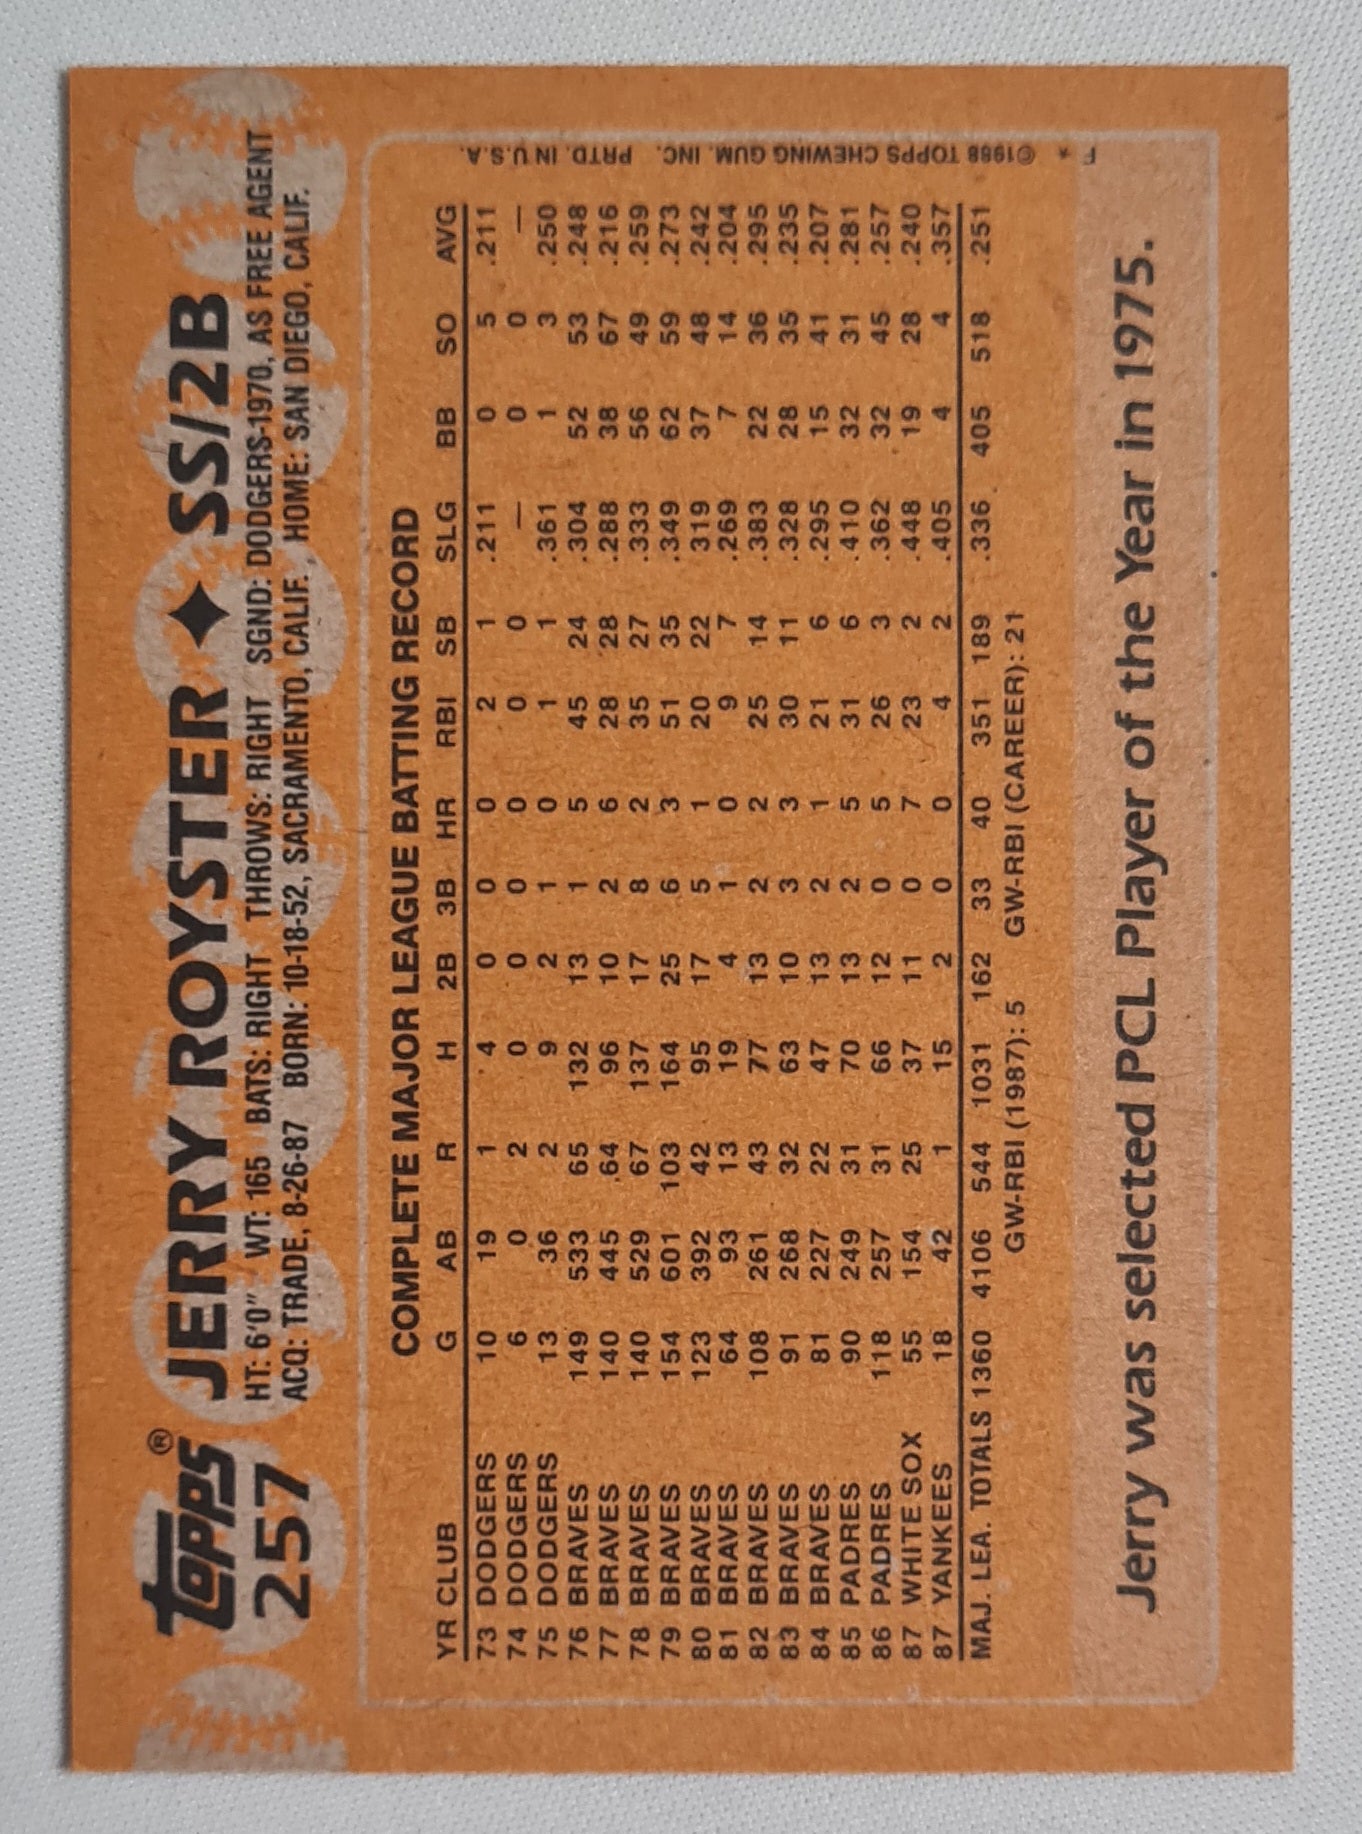 TOPPS®
257
JERRY ROYSTER ✦ SS/2B
HT: 6'0" WT: 165 BATS: RIGHT THROWS: RIGHT SGND: DODGERS-1970, AS FREE AGENT
ACQ: TRADE, 8-26-87 BORN: 10-18-52, SACRAMENTO, CALIF. HOME: SAN DIEGO, CALIF.
COMPLETE MAJOR LEAGUE BATTING RECORD
YR CLUB G AB R H 2B 3B HR RBI SB SLG BB SO AVG
73 DODGERS 10 19 1 4 0 0 0 2 1 .211 0 5 .211
74 DODGERS 6 0 2 0 0 0 0 0 0 — 0 0 —
75 DODGERS 13 36 2 9 2 1 0 1 1 .361 1 3 .250
76 BRAVES 149 533 65 132 13 1 5 45 24 .304 52 53 .248
77 BRAVES 140 445 64 96 10 2 6 28 28 .288 38 67 .216
78 BRAVES 140 529 67 137 17 8 2 35 27 .333 56 49 .259
79 BRAVES 154 601 103 164 25 6 3 51 35 .349 62 59 .273
80 BRAVES 123 392 42 95 17 5 1 20 22 .319 37 48 .242
81 BRAVES 64 93 13 19 4 1 0 9 7 .269 7 14 .204
82 BRAVES 108 261 43 77 13 2 2 25 14 .383 22 36 .295
83 BRAVES 91 268 32 63 10 3 3 30 11 .328 28 35 .235
84 BRAVES 81 227 22 47 13 2 1 21 6 .295 15 41 .207
85 PADRES 90 249 31 70 13 2 5 31 6 .410 32 31 .281
86 PADRES 118 257 31 66 12 0 5 26 3 .362 32 45 .257
87 WHITE SOX 55 154 25 37 11 0 7 23 2 .448 19 28 .240
87 YANKEES 18 42 1 15 2 0 0 4 2 .405 4 4 .357
MAJ. LEA. TOTALS 1360 4106 544 1031 162 33 40 351 189 .336 405 518 .251
GW-RBI (1987): 5 GW-RBI (CAREER): 21
Jerry was selected PCL Player of the Year in 1975.
F* ©1988 TOPPS CHEWING GUM, INC. PRTD. IN U.S.A.